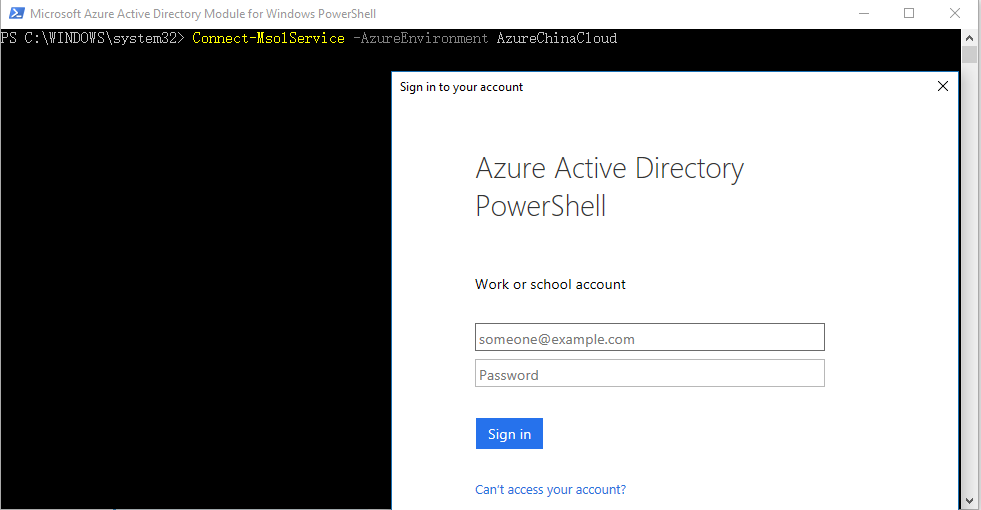 Microsoft Azure Active Directory Module for Windows PowerShell
PS C:\WINDOWS\system32> Connect-MsolService -AzureEnvironment AzureChinaCloud
Sign in to your account
Azure Active Directory
PowerShell
Work or school account
someone@example.com
Password
Sign in
Can't access your account?